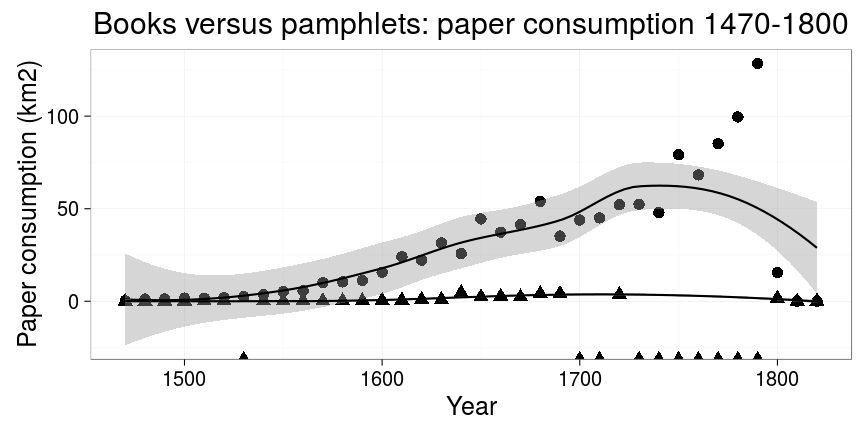 Books versus pamphlets: paper consumption 1470-1800
Paper consumption (km2)
100
50
0
1500 1600 1700 1800
Year